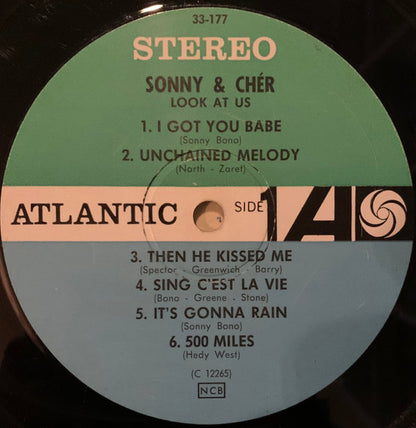 33-177
STEREO
SONNY & CHÉR
LOOK AT US
1. I GOT YOU BABE
(Sonny Bono)
2. UNCHAINED MELODY
(North - Zaret)
ATLANTIC SIDE 1 A
3. THEN HE KISSED ME
(Spector - Greenwich - Barry)
4. SING C'EST LA VIE
(Bono - Greene - Stone)
5. IT'S GONNA RAIN
(Sonny Bono)
6. 500 MILES
(Hedy West)
(C 12265)
NCB